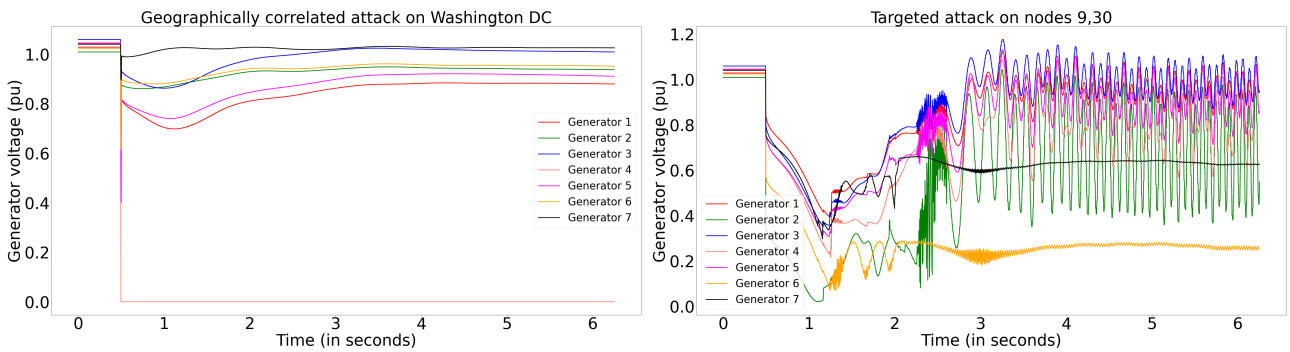 Geographically correlated attack on Washington DC
Generator voltage (pu)
1.0
0.8
0.6
0.4
0.2
0.0
Generator 1
Generator 2
Generator 3
Generator 4
Generator 5
Generator 6
Generator 7
0 1 2 3 4 5 6
Time (in seconds)
Targeted attack on nodes 9,30
Generator voltage (pu)
1.2
1.0
0.8
0.6
0.4
0.2
0.0
Generator 1
Generator 2
Generator 3
Generator 4
Generator 5
Generator 6
Generator 7
0 1 2 3 4 5 6
Time (in seconds)